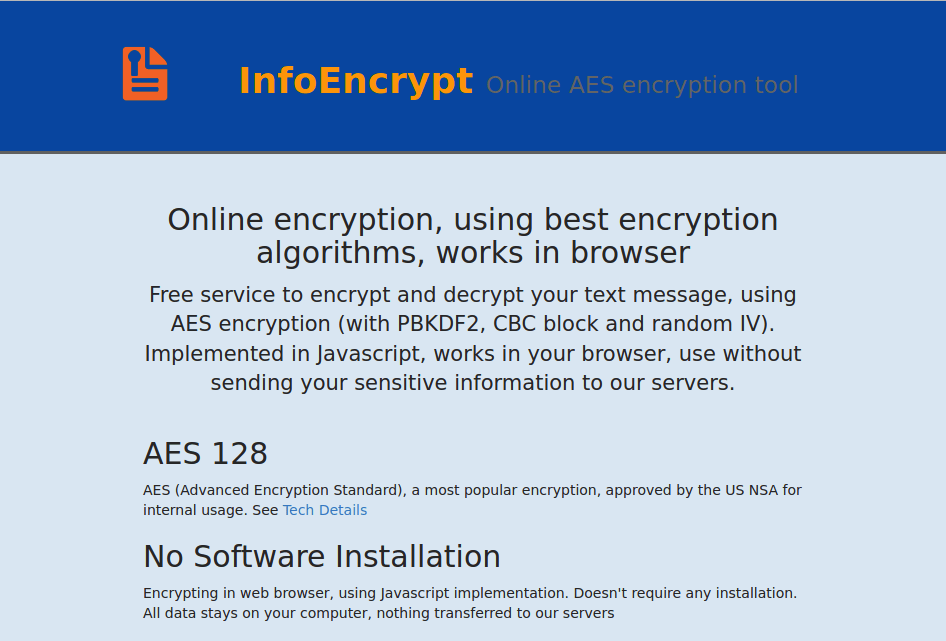 InfoEncrypt Online AES encryption tool
Online encryption, using best encryption
algorithms, works in browser
Free service to encrypt and decrypt your text message, using
AES encryption (with PBKDF2, CBC block and random IV).
Implemented in Javascript, works in your browser, use without
sending your sensitive information to our servers.
AES 128
AES (Advanced Encryption Standard), a most popular encryption, approved by the US NSA for
internal usage. See Tech Details
No Software Installation
Encrypting in web browser, using Javascript implementation. Doesn't require any installation.
All data stays on your computer, nothing transferred to our servers